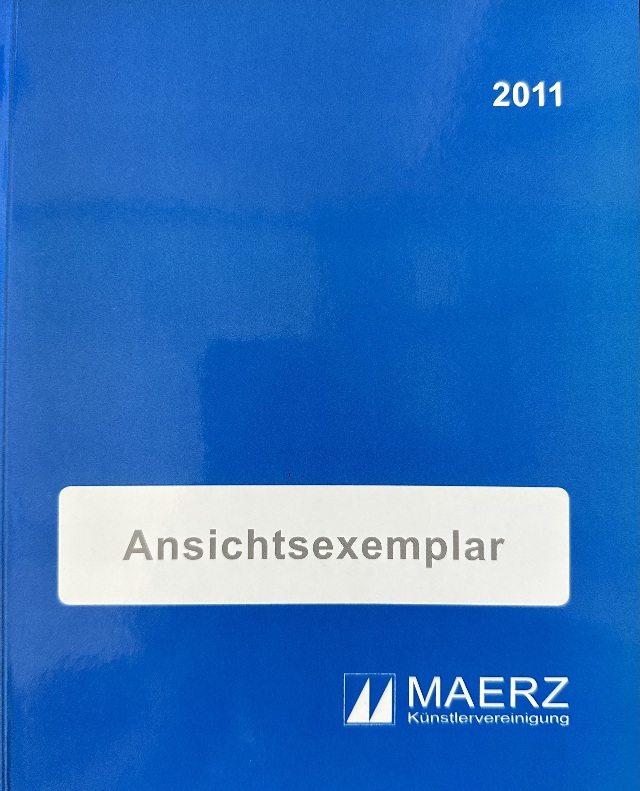 2011
Ansichtsexemplar
MAERZ
Künstlervereinigung